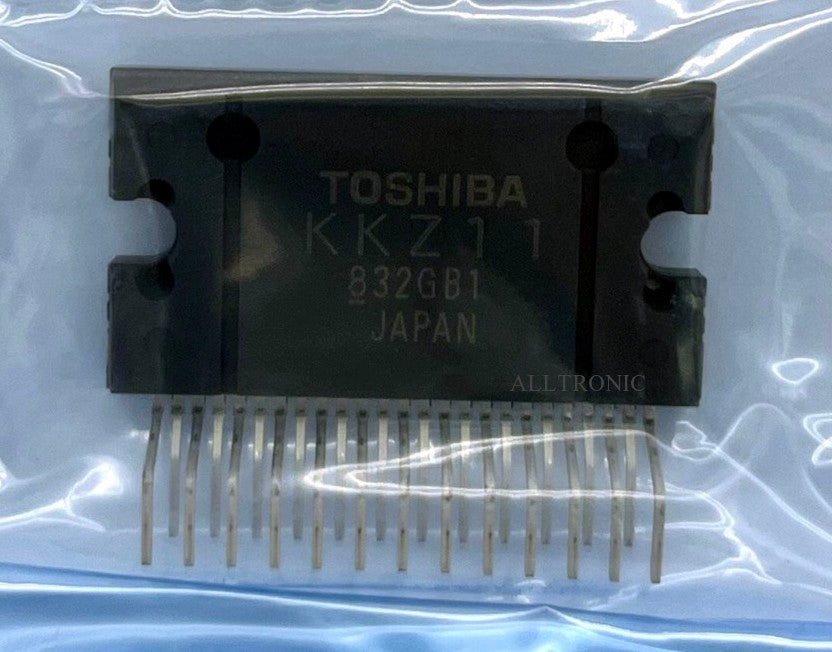 TOSHIBA
KKZ11
832GB1
JAPAN
ALLTRONIC